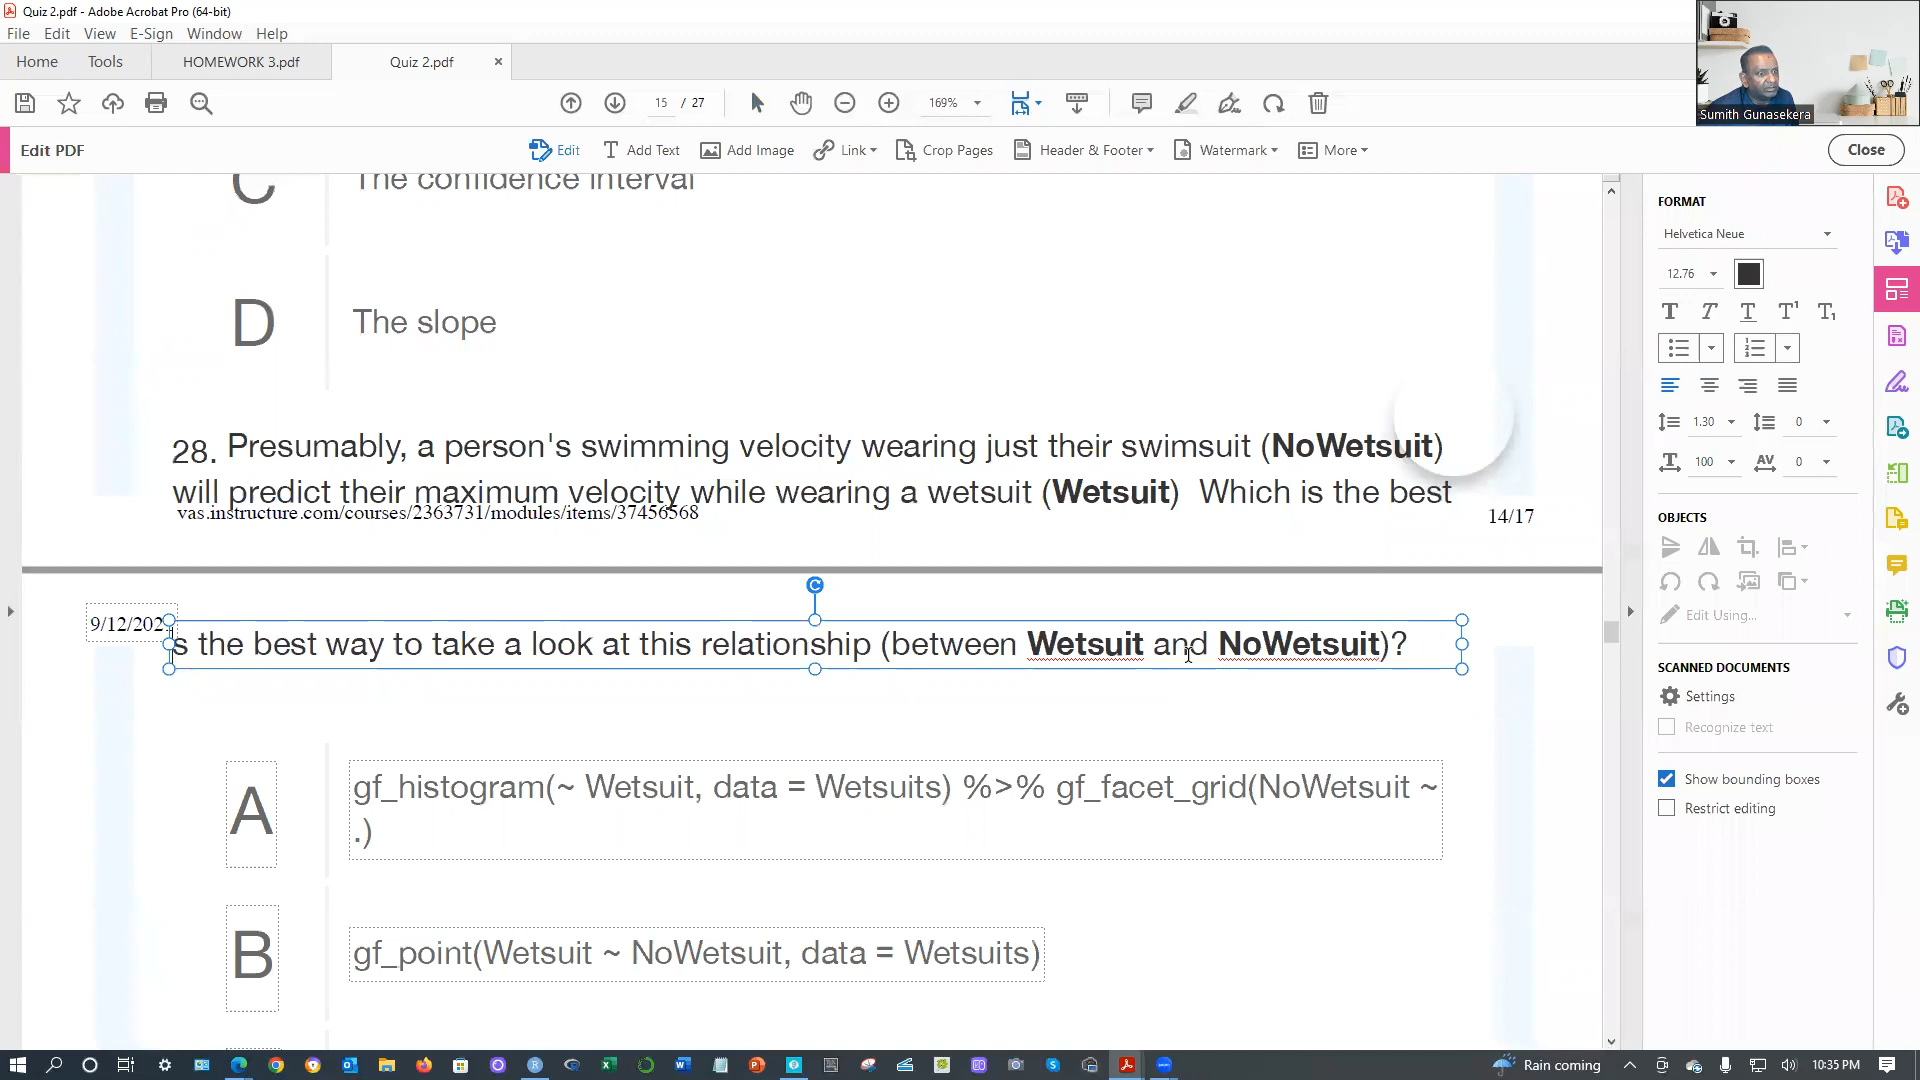 Quiz 2.pdf - Adobe Acrobat Pro (64-bit)
File Edit View E-Sign Window Help
Home Tools HOMEWORK 3.pdf Quiz 2.pdf ×
15 / 27 169%
Sumith Gunasekera
Edit PDF Edit Add Text Add Image Link Crop Pages Header & Footer Watermark More Close
C The confidence interval
D The slope
28. Presumably, a person's swimming velocity wearing just their swimsuit (NoWetsuit)
will predict their maximum velocity while wearing a wetsuit (Wetsuit) Which is the best
vas.instructure.com/courses/2363731/modules/items/37456568 14/17
9/12/202
s the best way to take a look at this relationship (between Wetsuit and NoWetsuit)?
A gf_histogram(~ Wetsuit, data = Wetsuits) %>% gf_facet_grid(NoWetsuit ~
.)
B gf_point(Wetsuit ~ NoWetsuit, data = Wetsuits)
FORMAT
Helvetica Neue
12.76
1.30 0
100 AV 0
OBJECTS
Edit Using...
SCANNED DOCUMENTS
Settings
Recognize text
Show bounding boxes
Restrict editing
Rain coming 10:35 PM